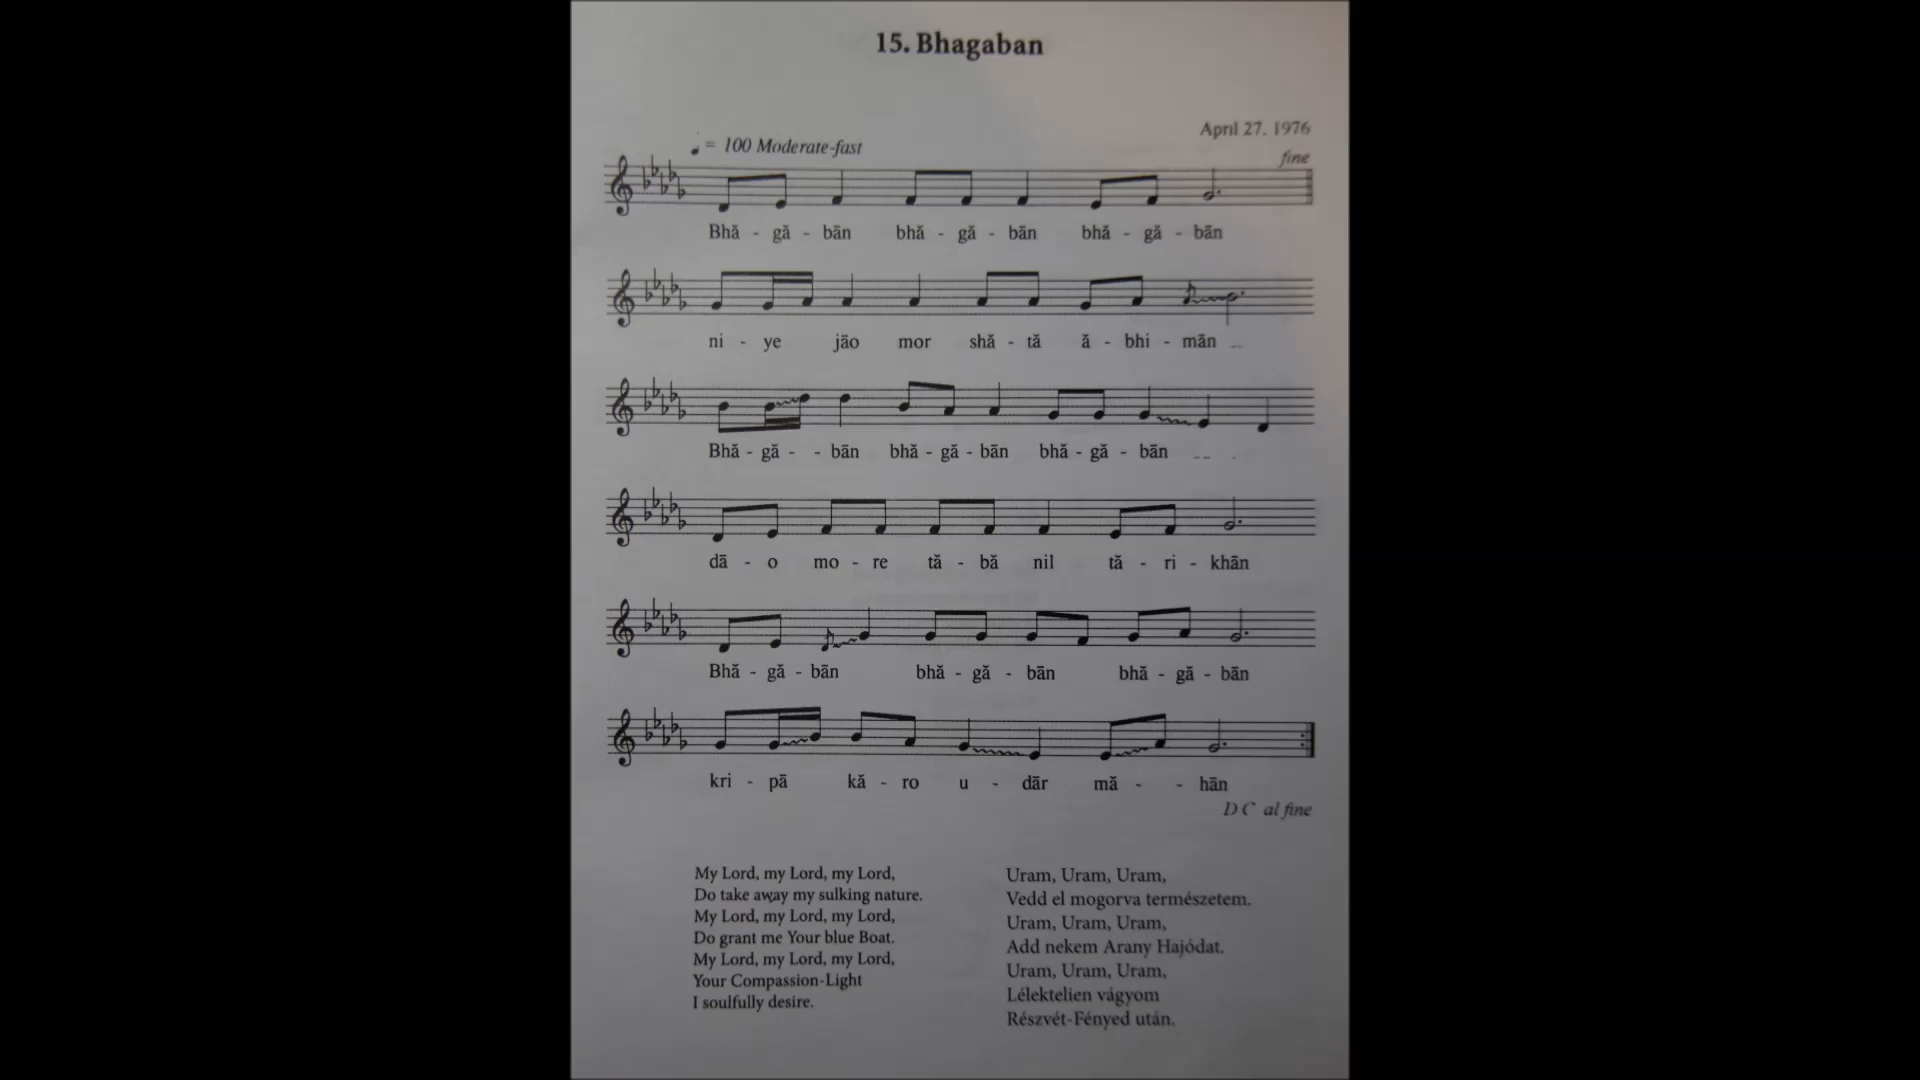 15. Bhagaban
April 27, 1976
= 100 Moderate-fast
fine
Bhă - gă - bān bhă - gă - bān bhă - gă - bān
ni - ye jāo mor shă - tă ă - bhi - mān
Bhă - gă - - bān bhă - gă - bān bhă - gă - bān
dā - o mo - re tă - bă nil tă - ri - khān
Bhă - gă - bān bhă - gă - bān bhă - gă - bān
kri - pā kă - ro u - dār mă - - hān
D C al fine
My Lord, my Lord, my Lord,
Do take away my sulking nature.
My Lord, my Lord, my Lord,
Do grant me Your blue Boat.
My Lord, my Lord, my Lord,
Your Compassion-Light
I soulfully desire.
Uram, Uram, Uram,
Vedd el mogorva természetem.
Uram, Uram, Uram,
Add nekem Arany Hajódat.
Uram, Uram, Uram,
Lélektelien vágyom
Részvét-Fényed után.